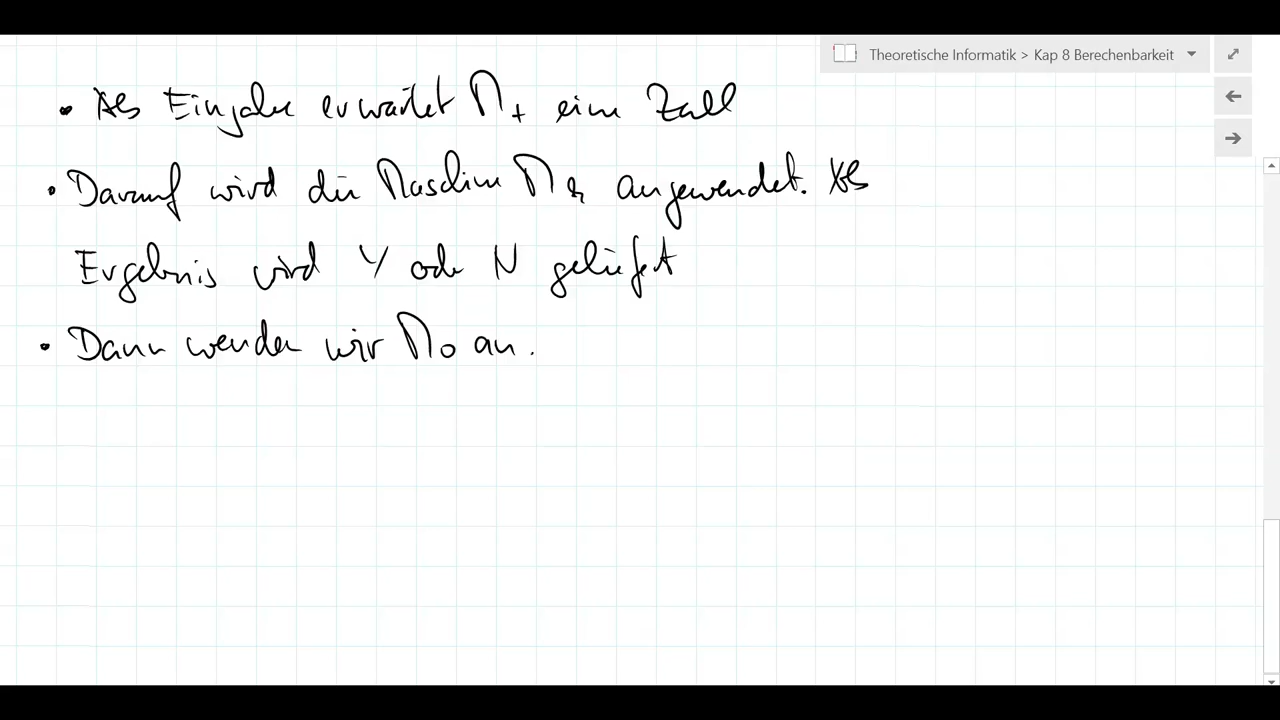 Theoretische Informatik > Kap 8 Berechenbarkeit
• Als Eingabe erwartet M+ eine Zahl
• Darauf wird die Maschine M angewendet. Als
Ergebnis wird Y oder N geliefert
• Dann wenden wir M0 an.